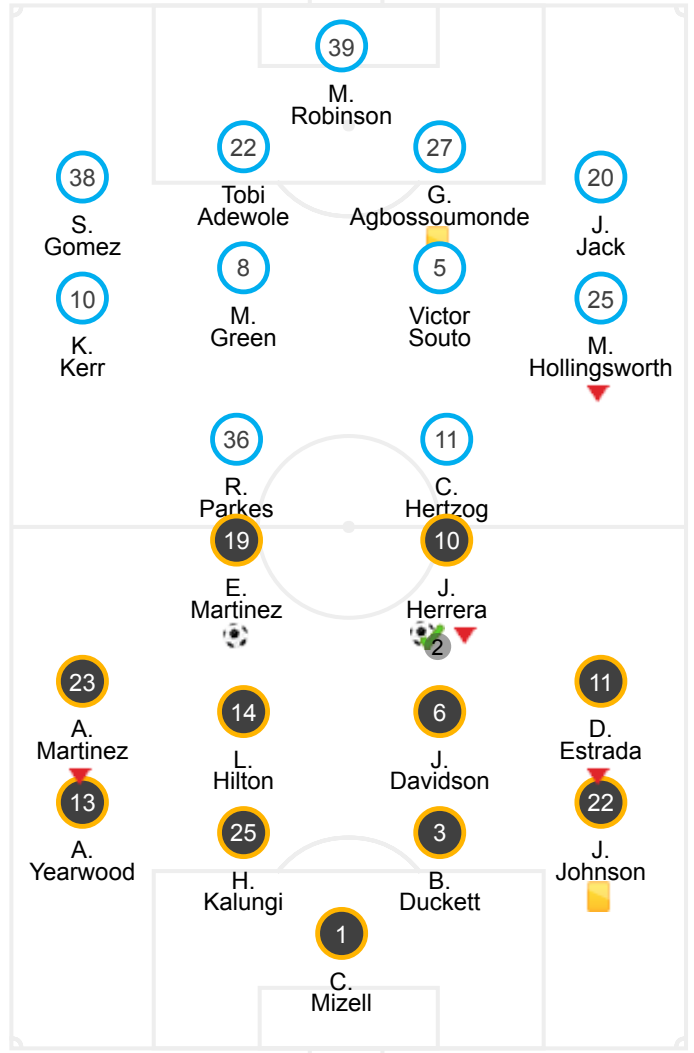 39
M.
Robinson
22
Tobi
Adewole
27
G.
Agbossoumonde
38
S.
Gomez
20
J.
Jack
8
M.
Green
5
Victor
Souto
10
K.
Kerr
25
M.
Hollingsworth
36
R.
Parkes
11
C.
Hertzog
19
E.
Martinez
10
J.
Herrera
2
23
A.
Martinez
14
L.
Hilton
6
J.
Davidson
11
D.
Estrada
13
A.
Yearwood
25
H.
Kalungi
3
B.
Duckett
22
J.
Johnson
1
C.
Mizell